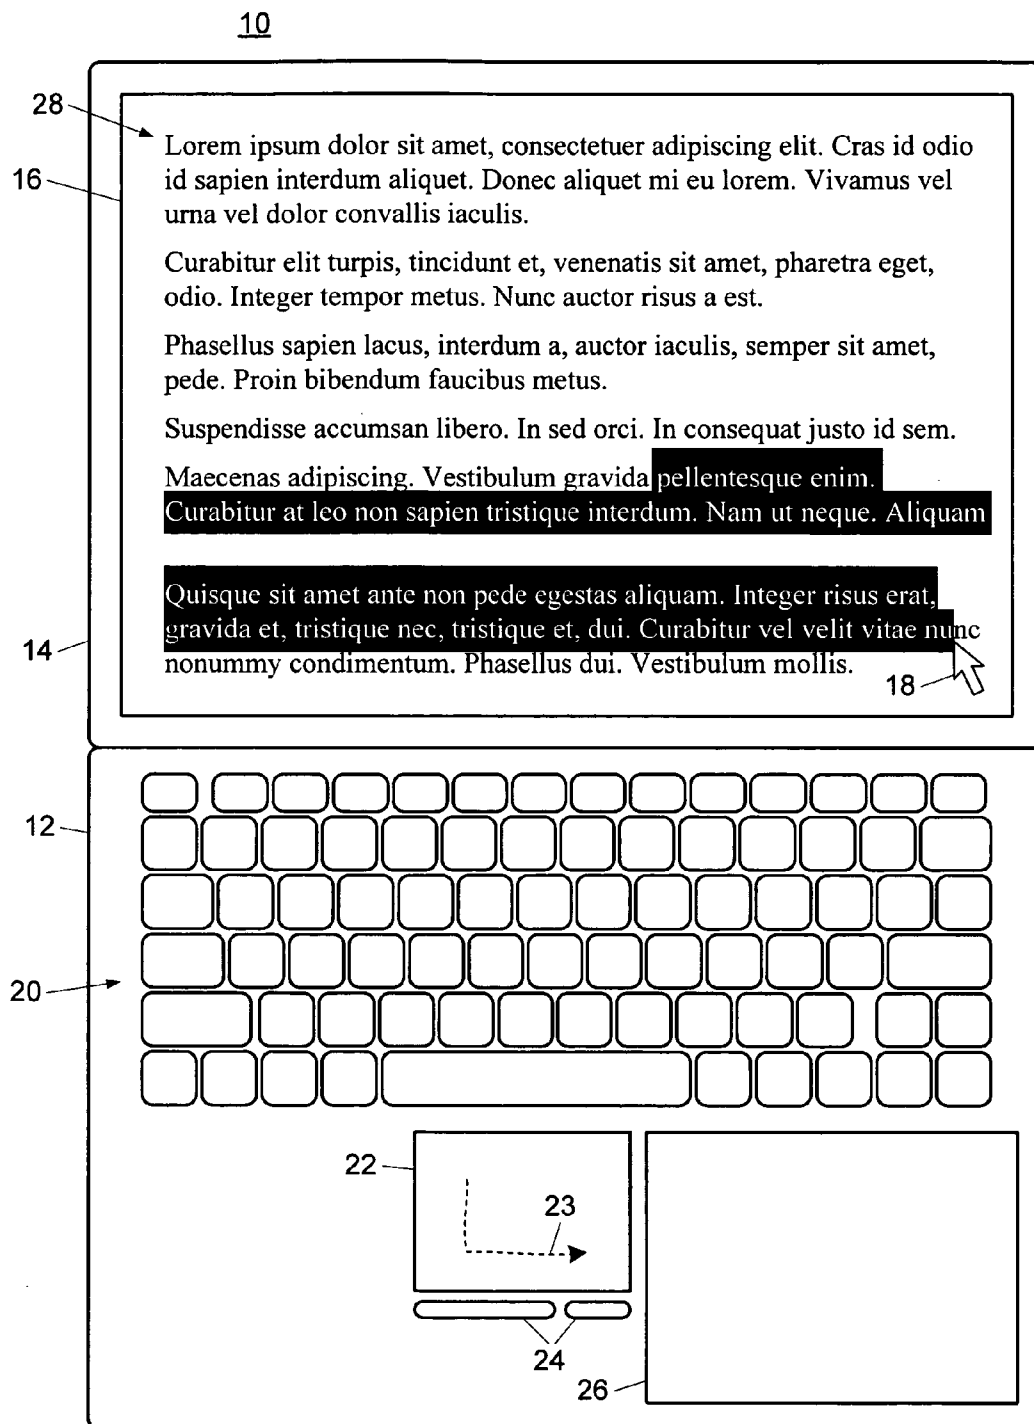 10
28
Lorem ipsum dolor sit amet, consectetuer adipiscing elit. Cras id odio
16
id sapien interdum aliquet. Donec aliquet mi eu lorem. Vivamus vel
urna vel dolor convallis iaculis.
Curabitur elit turpis, tincidunt et, venenatis sit amet, pharetra eget,
odio. Integer tempor metus. Nunc auctor risus a est.
Phasellus sapien lacus, interdum a, auctor iaculis, semper sit amet,
pede. Proin bibendum faucibus metus.
Suspendisse accumsan libero. In sed orci. In consequat justo id sem.
Maecenas adipiscing. Vestibulum gravida pellentesque enim.
Curabitur at leo non sapien tristique interdum. Nam ut neque. Aliquam
Quisque sit amet ante non pede egestas aliquam. Integer risus erat,
gravida et, tristique nec, tristique et, dui. Curabitur vel velit vitae nunc
14
nonummy condimentum. Phasellus dui. Vestibulum mollis.
18
12
20
22
23
24
26